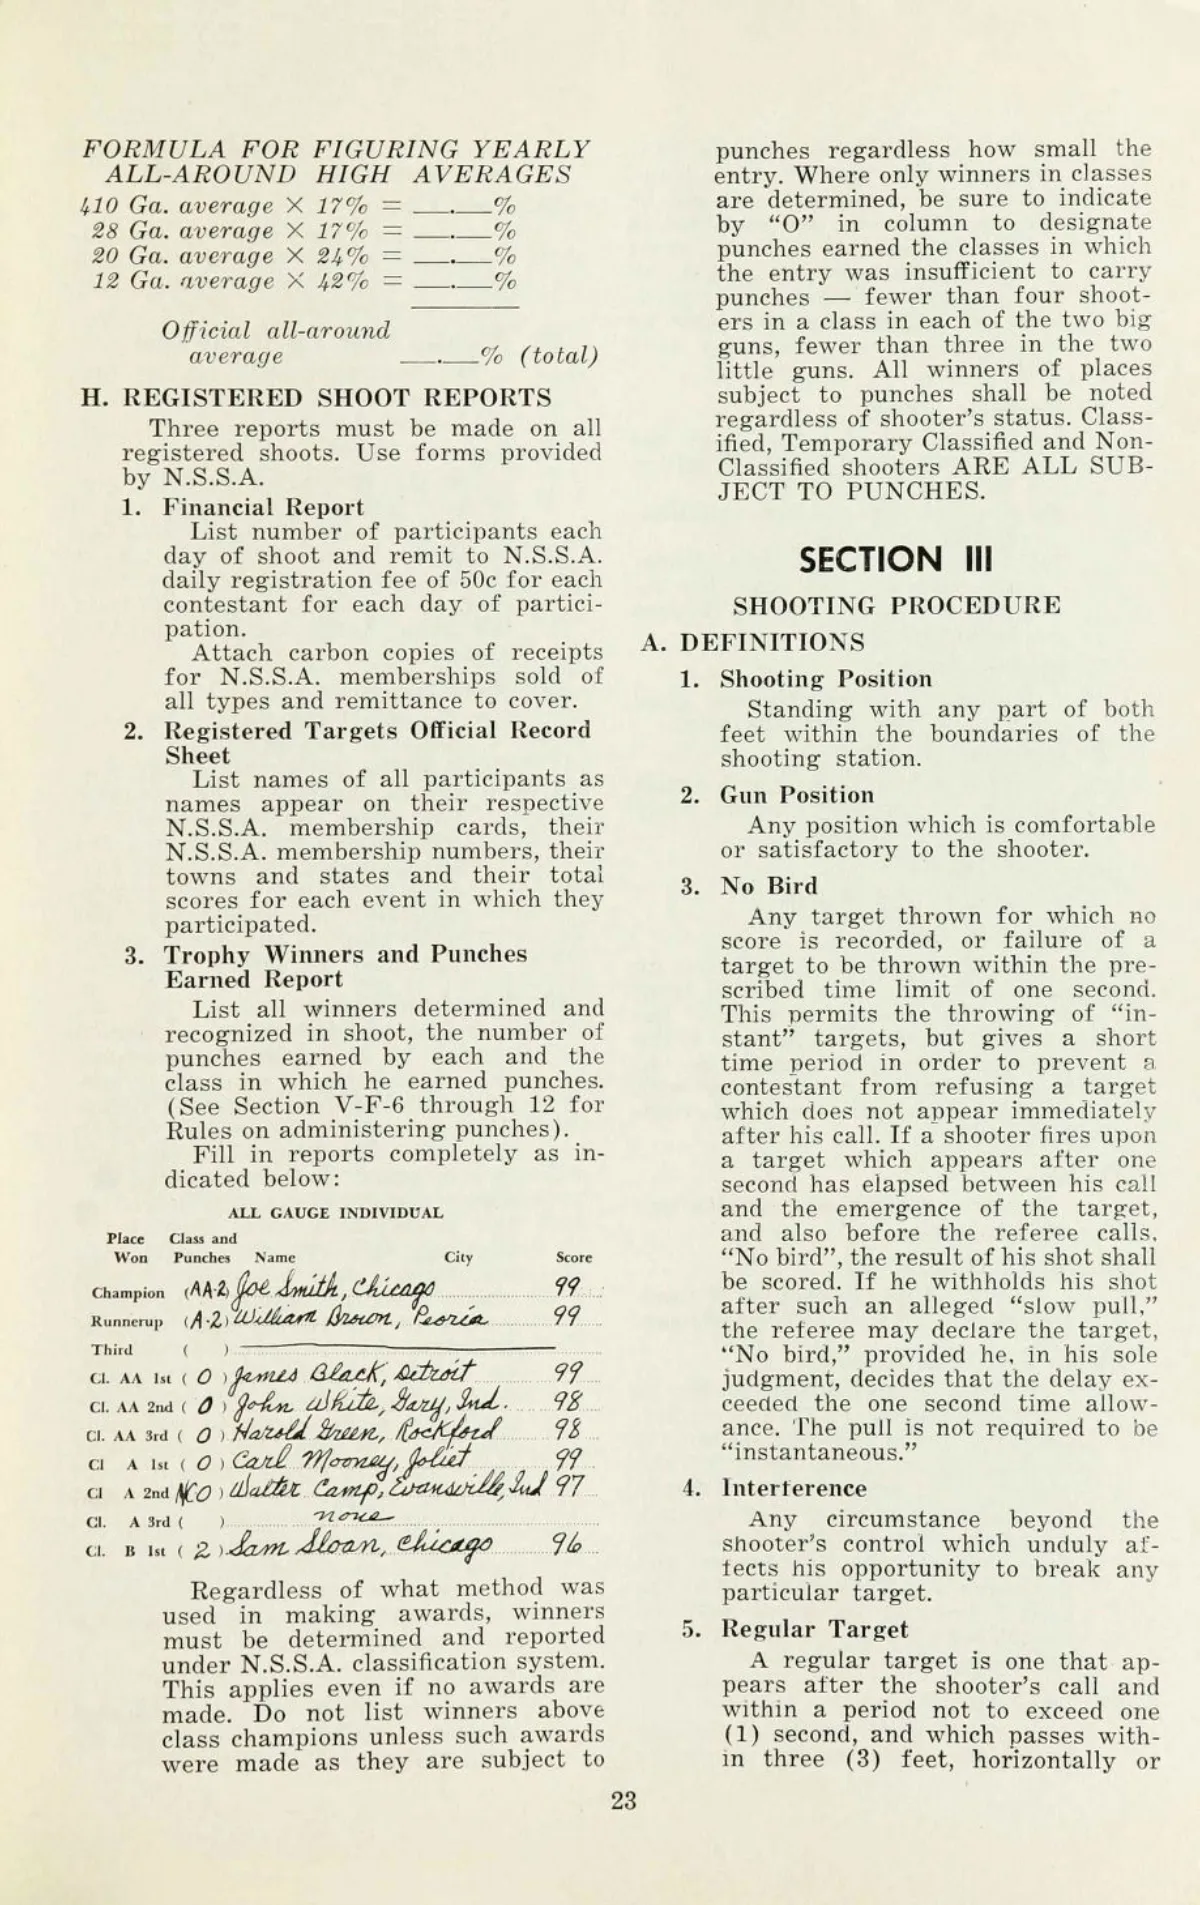 FORMULA FOR FIGURING YEARLY
ALL-AROUND HIGH AVERAGES
410 Ga. average × 17% = ___.___%
28 Ga. average × 17% = ___.___%
20 Ga. average × 24% = ___.___%
12 Ga. average × 42% = ___.___%
Official all-around
average ___.___% (total)
H. REGISTERED SHOOT REPORTS
Three reports must be made on all
registered shoots. Use forms provided
by N.S.S.A.
1. Financial Report
List number of participants each
day of shoot and remit to N.S.S.A.
daily registration fee of 50c for each
contestant for each day of partici-
pation.
Attach carbon copies of receipts
for N.S.S.A. memberships sold of
all types and remittance to cover.
2. Registered Targets Official Record
Sheet
List names of all participants as
names appear on their respective
N.S.S.A. membership cards, their
N.S.S.A. membership numbers, their
towns and states and their total
scores for each event in which they
participated.
3. Trophy Winners and Punches
Earned Report
List all winners determined and
recognized in shoot, the number of
punches earned by each and the
class in which he earned punches.
(See Section V-F-6 through 12 for
Rules on administering punches).
Fill in reports completely as in-
dicated below:
ALL GAUGE INDIVIDUAL
Place Class and
Won Punches Name City Score
Champion (AA-2) Joe Smith, Chicago 99
Runnerup (A-2) William Brown, Peoria 99
Third ( )
Cl. AA 1st ( O ) James Black, Detroit 99
Cl. AA 2nd ( O ) John White, Gary, Ind. 98
Cl. AA 3rd ( O ) Harold Green, Rockford 98
Cl A 1st ( O ) Carl Mooney, Joliet 99
Cl A 2nd (NC O ) Walter Camp, Evansville, Ind 97
Cl. A 3rd ( ) none
Cl. B 1st ( 2 ) Sam Sloan, Chicago 96
Regardless of what method was
used in making awards, winners
must be determined and reported
under N.S.S.A. classification system.
This applies even if no awards are
made. Do not list winners above
class champions unless such awards
were made as they are subject to
punches regardless how small the
entry. Where only winners in classes
are determined, be sure to indicate
by "O" in column to designate
punches earned the classes in which
the entry was insufficient to carry
punches — fewer than four shoot-
ers in a class in each of the two big
guns, fewer than three in the two
little guns. All winners of places
subject to punches shall be noted
regardless of shooter's status. Class-
ified, Temporary Classified and Non-
Classified shooters ARE ALL SUB-
JECT TO PUNCHES.
SECTION III
SHOOTING PROCEDURE
A. DEFINITIONS
1. Shooting Position
Standing with any part of both
feet within the boundaries of the
shooting station.
2. Gun Position
Any position which is comfortable
or satisfactory to the shooter.
3. No Bird
Any target thrown for which no
score is recorded, or failure of a
target to be thrown within the pre-
scribed time limit of one second.
This permits the throwing of "in-
stant" targets, but gives a short
time period in order to prevent a
contestant from refusing a target
which does not appear immediately
after his call. If a shooter fires upon
a target which appears after one
second has elapsed between his call
and the emergence of the target,
and also before the referee calls,
"No bird", the result of his shot shall
be scored. If he withholds his shot
after such an alleged "slow pull,"
the referee may declare the target,
"No bird," provided he, in his sole
judgment, decides that the delay ex-
ceeded the one second time allow-
ance. The pull is not required to be
"instantaneous."
4. Interference
Any circumstance beyond the
shooter's control which unduly af-
fects his opportunity to break any
particular target.
5. Regular Target
A regular target is one that ap-
pears after the shooter's call and
within a period not to exceed one
(1) second, and which passes with-
in three (3) feet, horizontally or
23